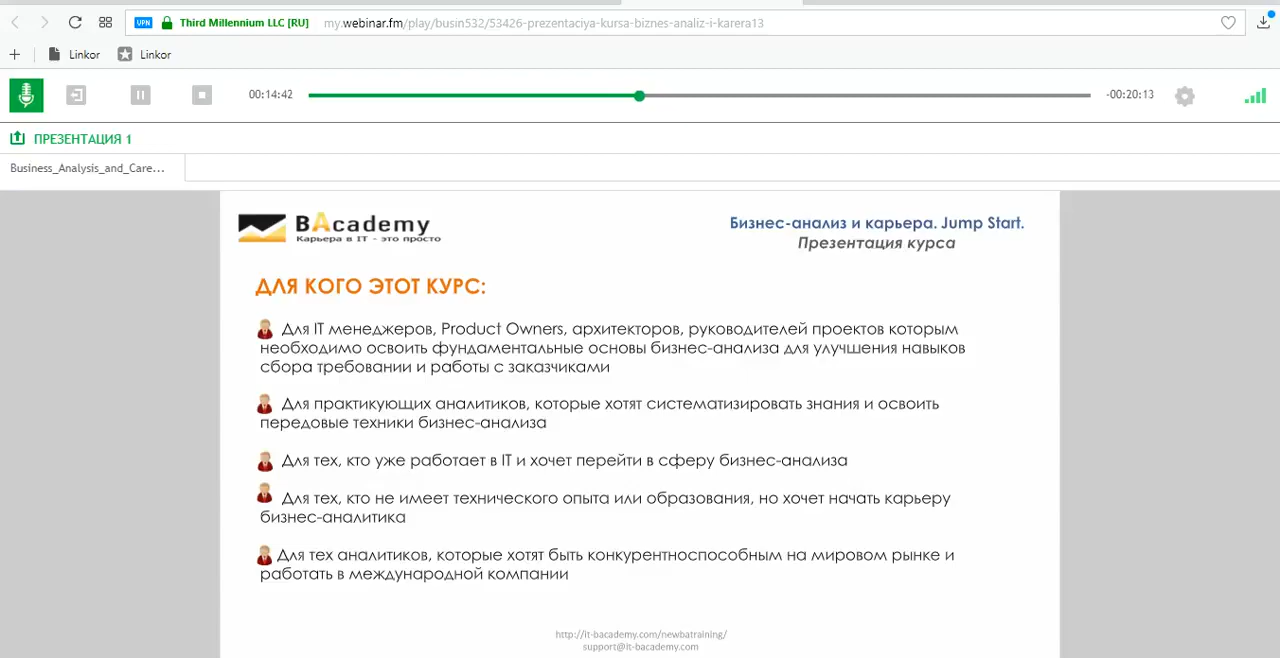 VPN Third Millennium LLC [RU] my.webinar.fm/play/busin532/53426-prezentaciya-kursa-biznes-analiz-i-karera13
Linkor Linkor
00:14:42 -00:20:13
ПРЕЗЕНТАЦИЯ 1
Business_Analysis_and_Care...
BAcademy
Карьера в IT - это просто
Бизнес-анализ и карьера. Jump Start.
Презентация курса
ДЛЯ КОГО ЭТОТ КУРС:
Для IT менеджеров, Product Owners, архитекторов, руководителей проектов которым
необходимо освоить фундаментальные основы бизнес-анализа для улучшения навыков
сбора требовании и работы с заказчиками
Для практикующих аналитиков, которые хотят систематизировать знания и освоить
передовые техники бизнес-анализа
Для тех, кто уже работает в IT и хочет перейти в сферу бизнес-анализа
Для тех, кто не имеет технического опыта или образования, но хочет начать карьеру
бизнес-аналитика
Для тех аналитиков, которые хотят быть конкурентноспособным на мировом рынке и
работать в международной компании
http://it-bacademy.com/newbatraining/
support@it-bacademy.com